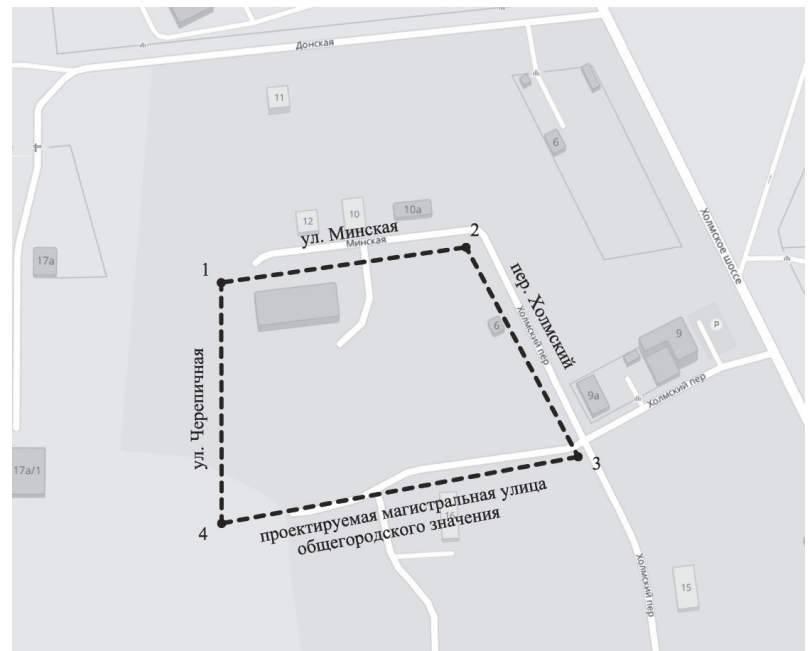 Донская
11
6
10
10а
12
ул. Минская
Минская
2
17а
1
Холмское шоссе
пер. Холмский
Холмский пер
6
P
9
9а
Холмский пер
ул. Черепичная
3
17а/1
4
16
проектируемая магистральная улица
общегородского значения
Холмский пер
15